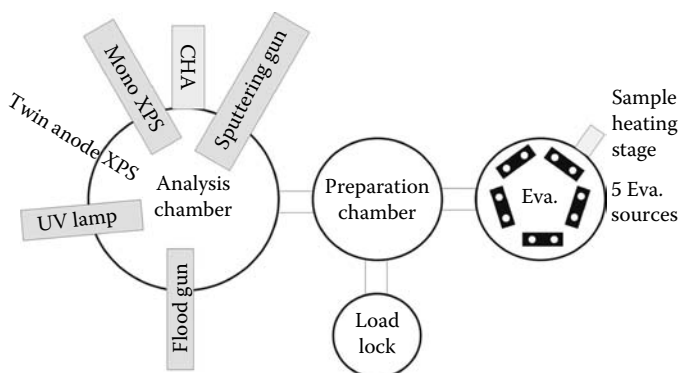 Mono XPS
CHA
Sputtering gun
Twin anode XPS
Analysis
chamber
UV lamp
Flood gun
Preparation
chamber
Load
lock
Eva.
Sample
heating
stage
5 Eva.
sources